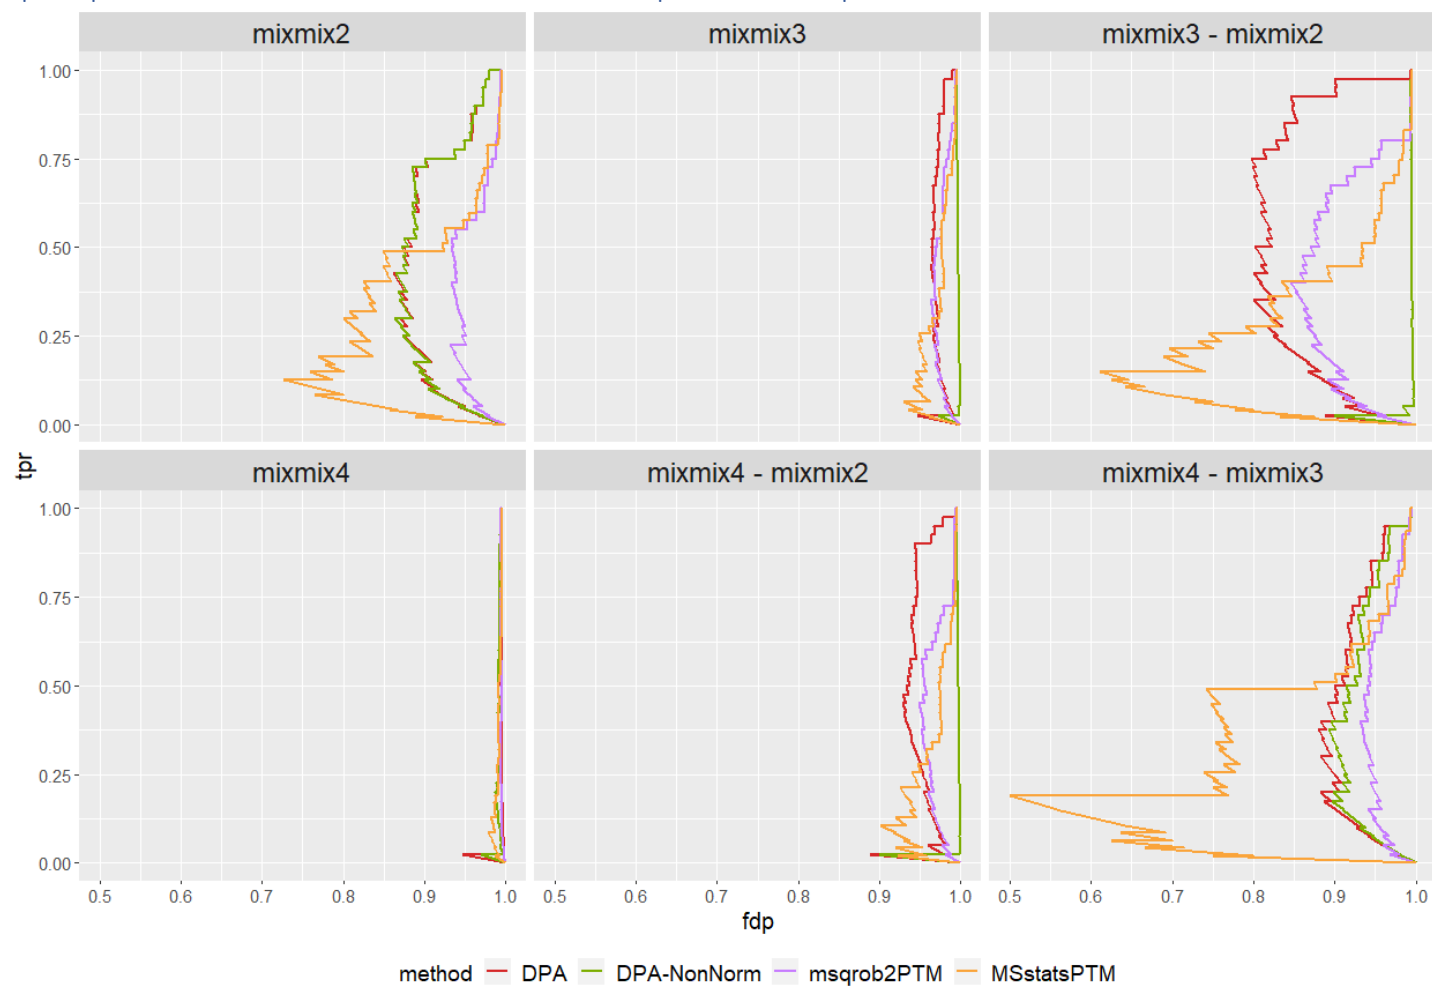 mixmix2 mixmix3 mixmix3 - mixmix2
1.00
0.75
0.50
0.25
0.00
mixmix4 mixmix4 - mixmix2 mixmix4 - mixmix3
1.00
0.75
0.50
0.25
0.00
tpr
0.5 0.6 0.7 0.8 0.9 1.0 0.5 0.6 0.7 0.8 0.9 1.0 0.5 0.6 0.7 0.8 0.9 1.0
fdp
method DPA DPA-NonNorm msqrob2PTM MSstatsPTM